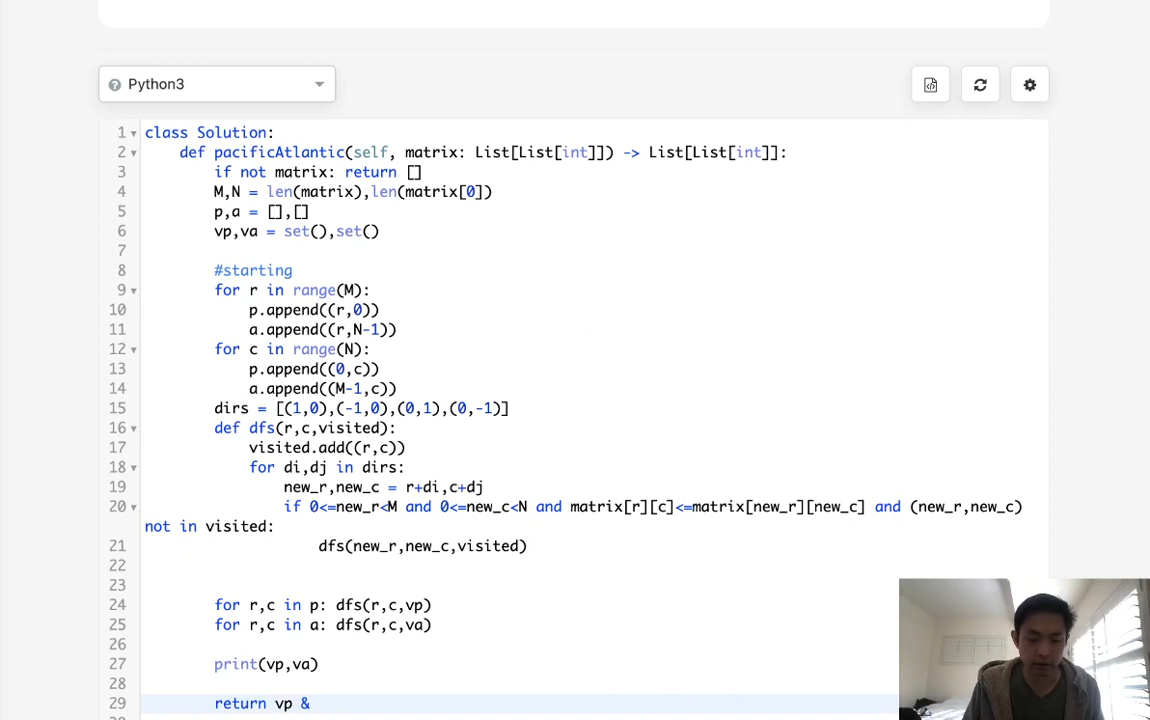 Python3
1 class Solution:
2 def pacificAtlantic(self, matrix: List[List[int]]) -> List[List[int]]:
3 if not matrix: return []
4 M,N = len(matrix),len(matrix[0])
5 p,a = [],[]
6 vp,va = set(),set()
7
8 #starting
9 for r in range(M):
10 p.append((r,0))
11 a.append((r,N-1))
12 for c in range(N):
13 p.append((0,c))
14 a.append((M-1,c))
15 dirs = [(1,0),(-1,0),(0,1),(0,-1)]
16 def dfs(r,c,visited):
17 visited.add((r,c))
18 for di,dj in dirs:
19 new_r,new_c = r+di,c+dj
20 if 0<=new_r<M and 0<=new_c<N and matrix[r][c]<=matrix[new_r][new_c] and (new_r,new_c)
not in visited:
21 dfs(new_r,new_c,visited)
22
23
24 for r,c in p: dfs(r,c,vp)
25 for r,c in a: dfs(r,c,va)
26
27 print(vp,va)
28
29 return vp &